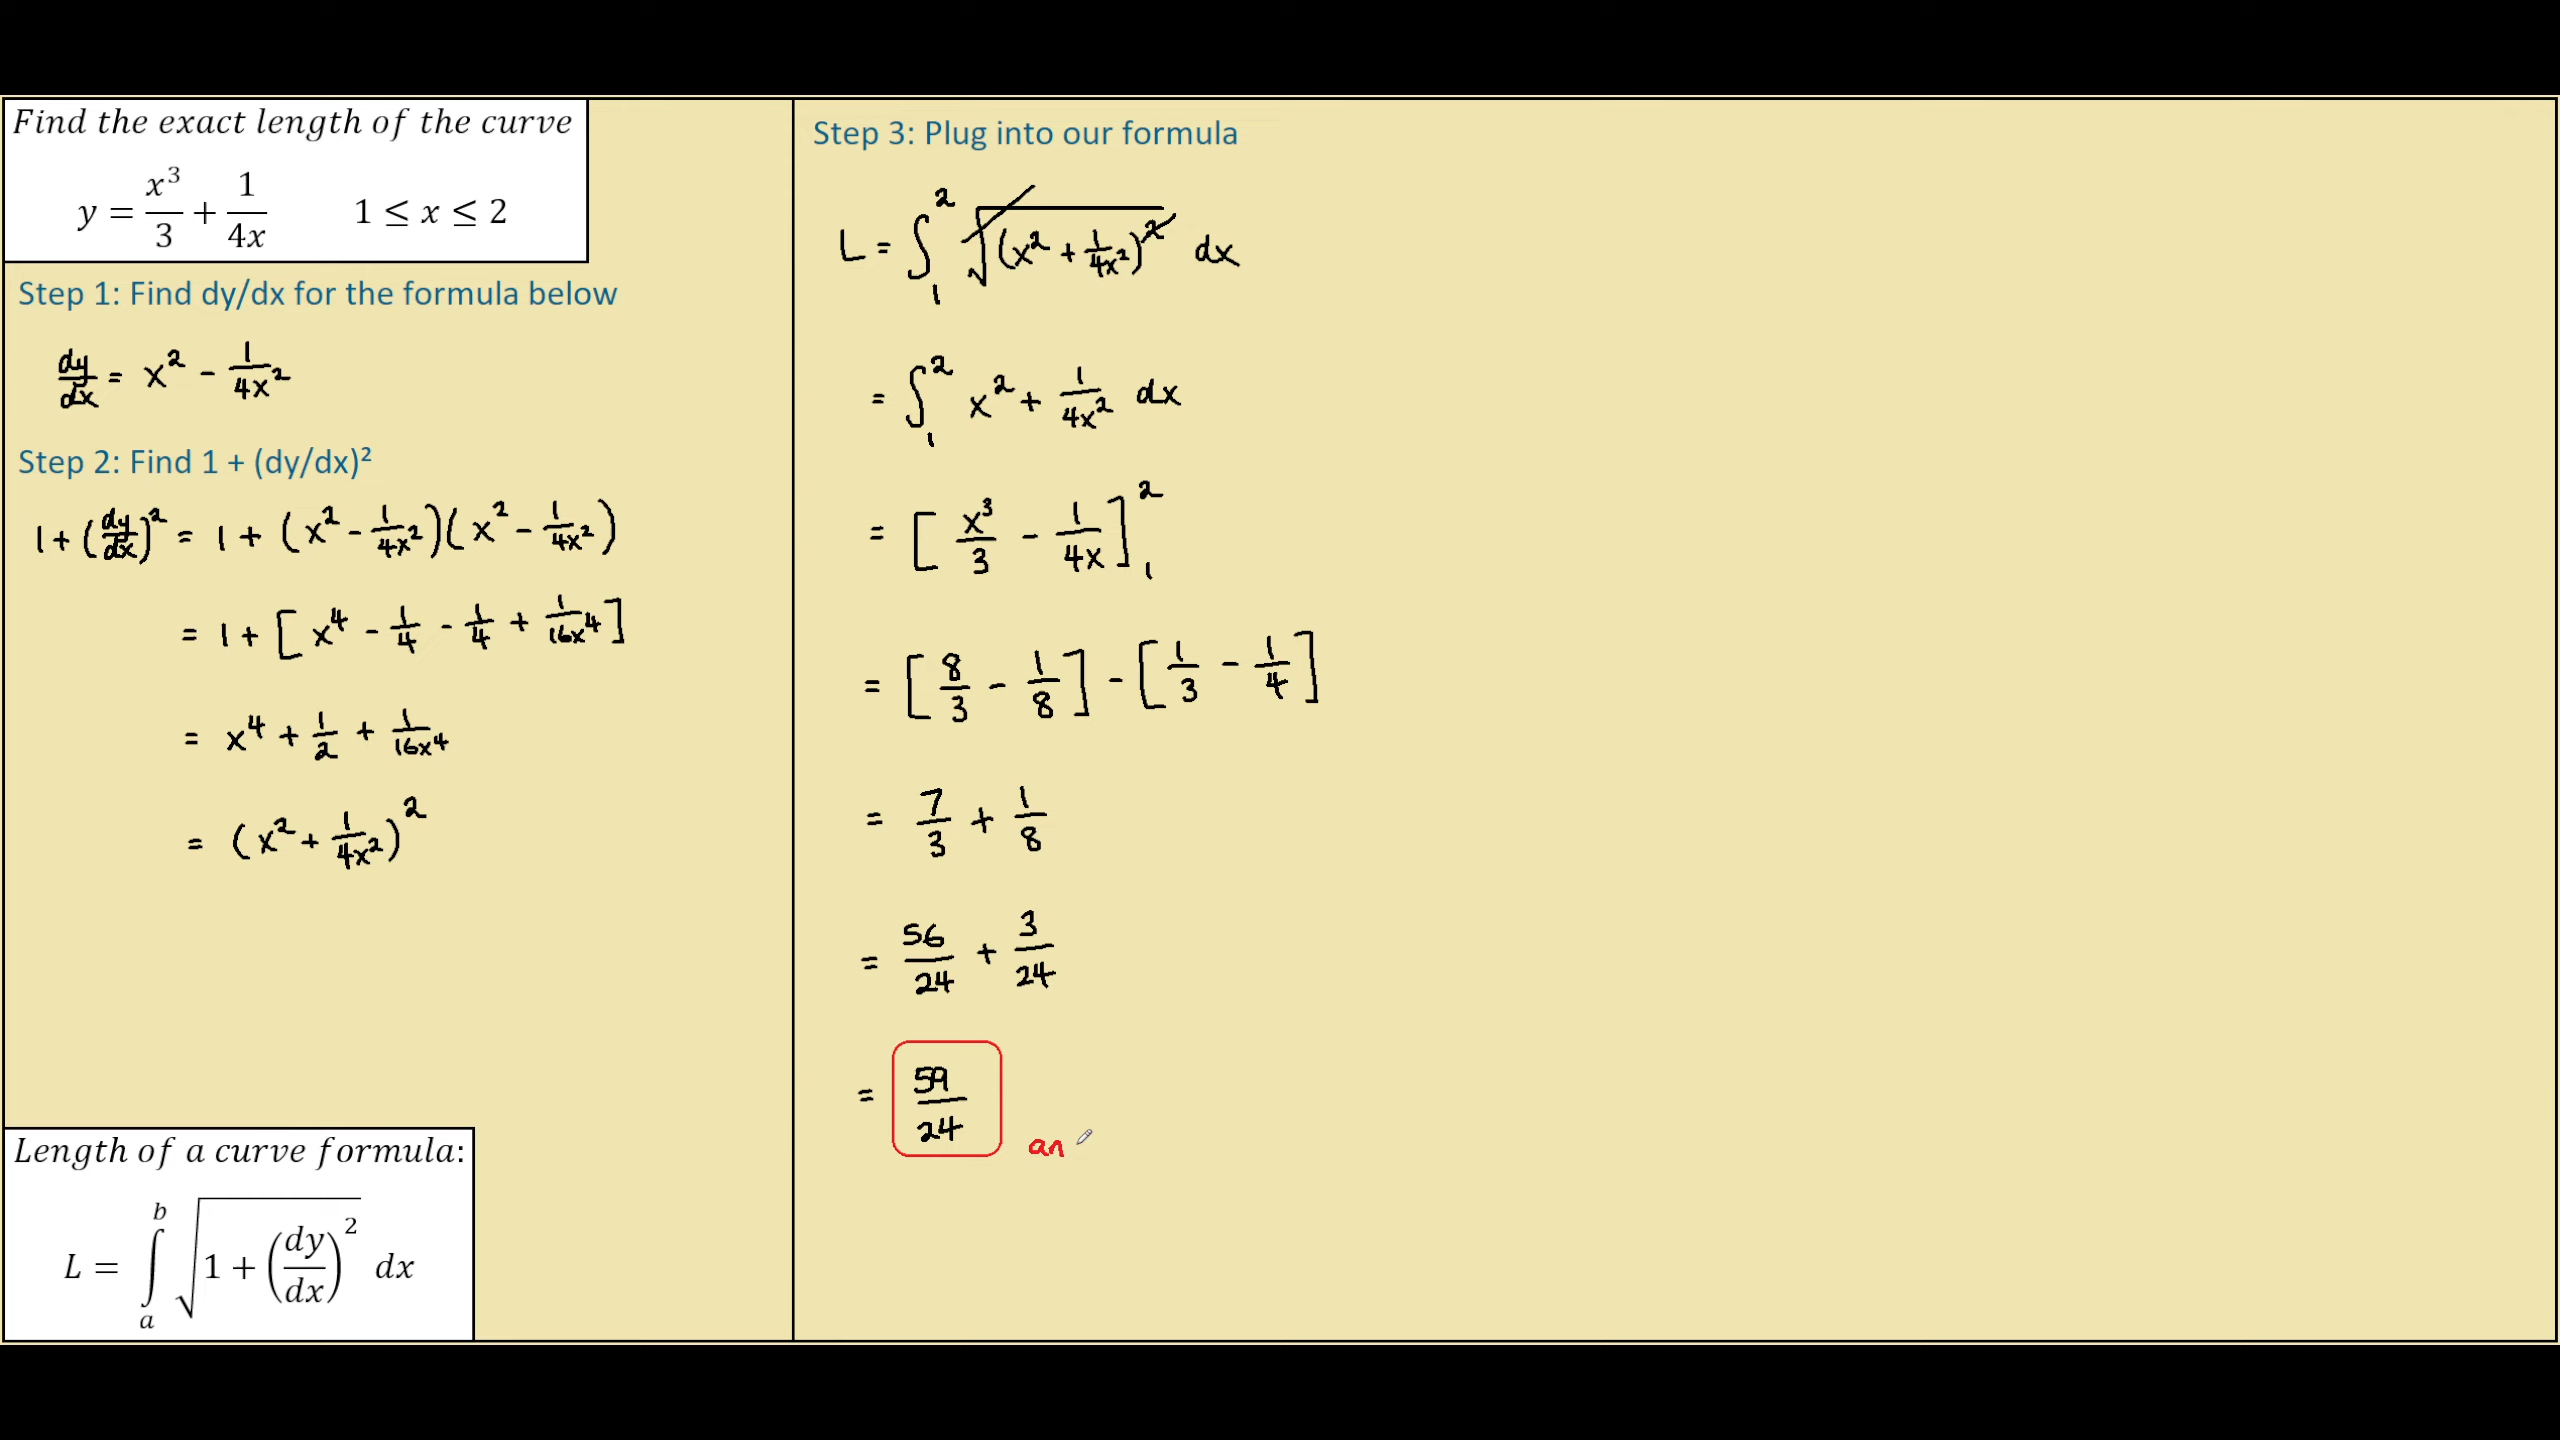 Find the exact length of the curve
y = x³/3 + 1/4x    1 ≤ x ≤ 2
Step 1: Find dy/dx for the formula below
dy/dx = x² - 1/4x²
Step 2: Find 1 + (dy/dx)²
1 + (dy/dx)² = 1 + (x² - 1/4x²)(x² - 1/4x²)
= 1 + [x⁴ - 1/4 - 1/4 + 1/16x⁴]
= x⁴ + 1/2 + 1/16x⁴
= (x² + 1/4x²)²
Length of a curve formula:
L = ∫ₐᵇ √(1 + (dy/dx)²) dx
Step 3: Plug into our formula
L = ∫₁² √(x² + 1/4x²)² dx
= ∫₁² x² + 1/4x² dx
= [x³/3 - 1/4x]₁²
= [8/3 - 1/8] - [1/3 - 1/4]
= 7/3 + 1/8
= 56/24 + 3/24
= 59/24
an